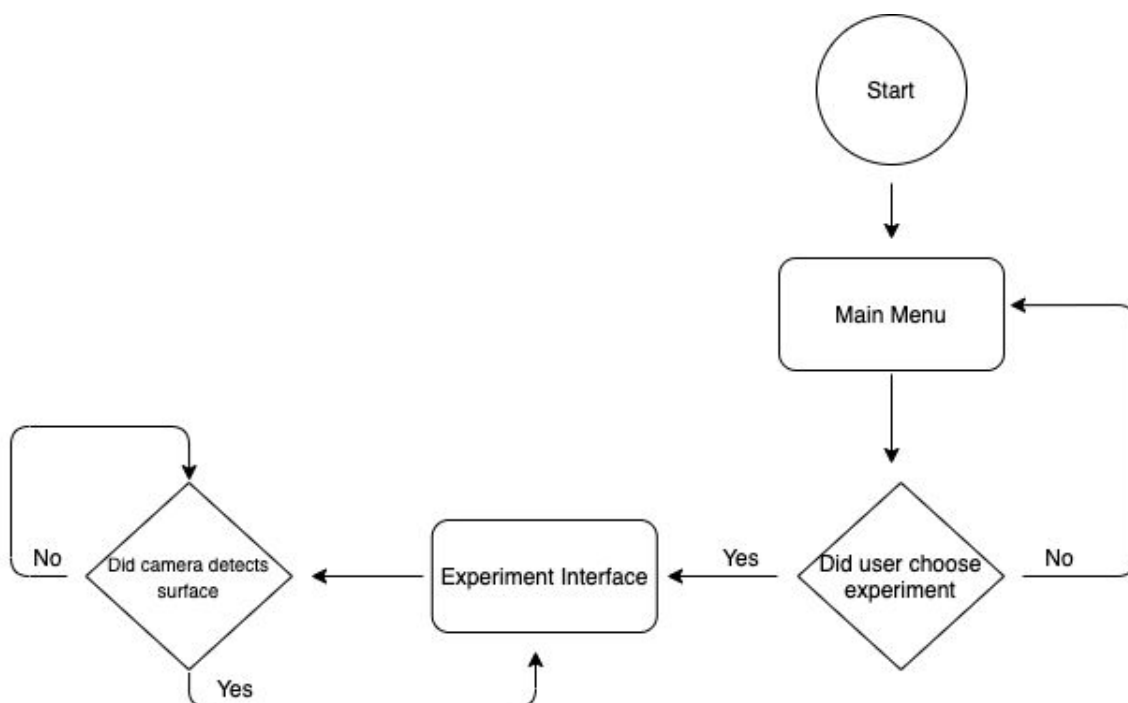 Start
Main Menu
No
Did camera detects
surface
Yes
Experiment Interface
Yes
Did user choose
experiment
No